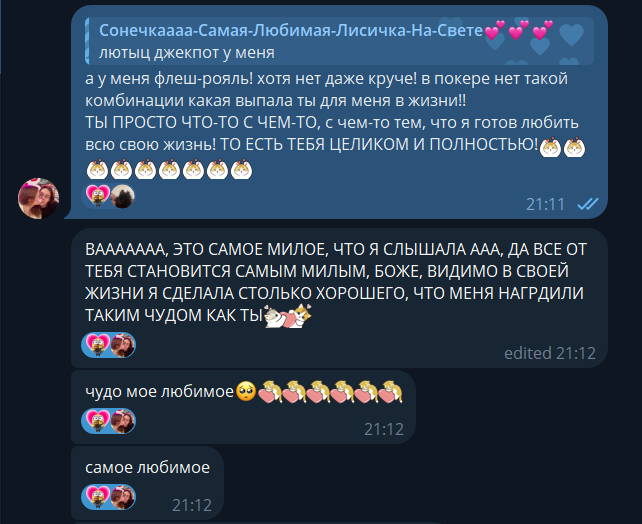 Сонечкаааа-Самая-Любимая-Лисичка-На-Свете💕💕💕
лютыц джекпот у меня
а у меня флеш-рояль! хотя нет даже круче! в покере нет такой
комбинации какая выпала ты для меня в жизни!!
ТЫ ПРОСТО ЧТО-ТО С ЧЕМ-ТО, с чем-то тем, что я готов любить
всю свою жизнь! ТО ЕСТЬ ТЕБЯ ЦЕЛИКОМ И ПОЛНОСТЬЮ!
21:11
ВААААААА, ЭТО САМОЕ МИЛОЕ, ЧТО Я СЛЫШАЛА ААА, ДА ВСЕ ОТ
ТЕБЯ СТАНОВИТСЯ САМЫМ МИЛЫМ, БОЖЕ, ВИДИМО В СВОЕЙ
ЖИЗНИ Я СДЕЛАЛА СТОЛЬКО ХОРОШЕГО, ЧТО МЕНЯ НАГРДИЛИ
ТАКИМ ЧУДОМ КАК ТЫ
edited 21:12
чудо мое любимое🥺
21:12
самое любимое
21:12